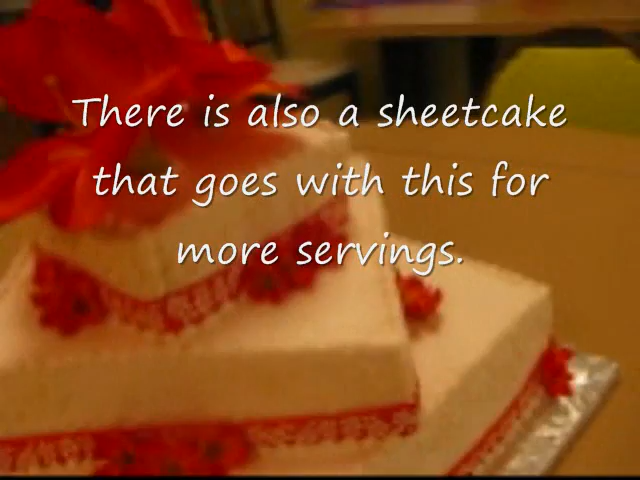 There is also a sheetcake
that goes with this for
more servings.